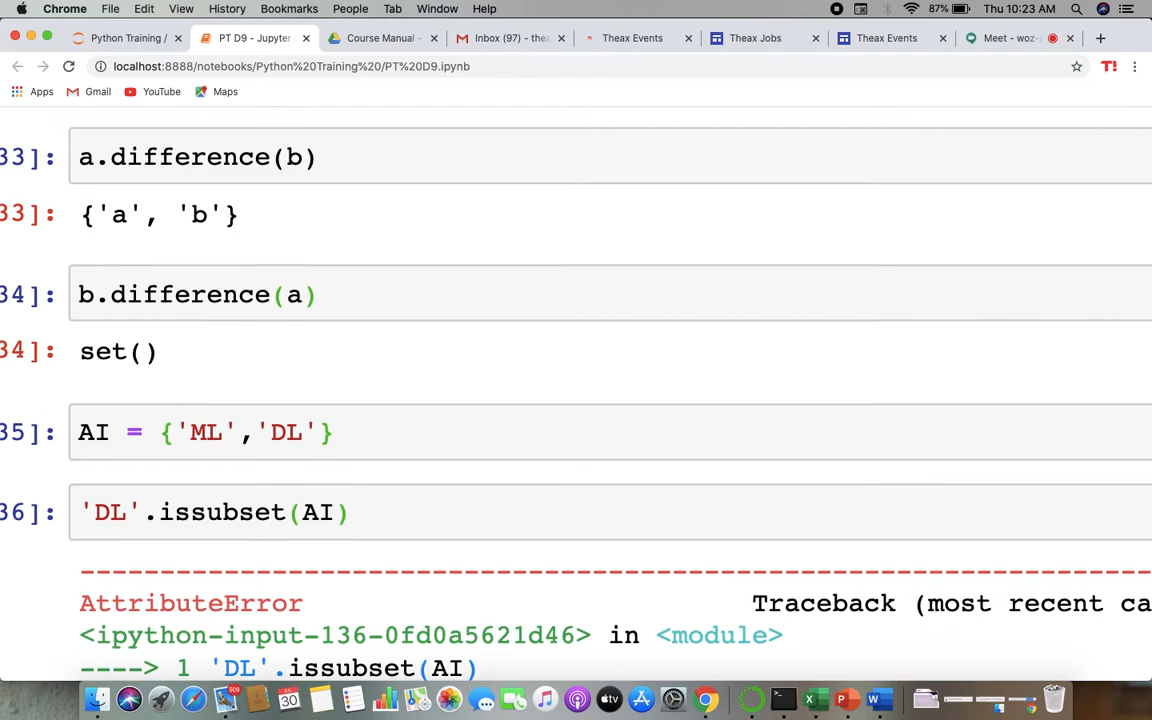 Chrome File Edit View History Bookmarks People Tab Window Help 87% Thu 10:23 AM
Python Training / PT D9 - Jupyter Course Manual - Inbox (97) - thea Theax Events Theax Jobs Theax Events Meet - woz-
localhost:8888/notebooks/Python%20Training%20/PT%20D9.ipynb T!
Apps Gmail YouTube Maps
33]: a.difference(b)
33]: {'a', 'b'}
34]: b.difference(a)
34]: set()
35]: AI = {'ML','DL'}
36]: 'DL'.issubset(AI)
---------------------------------------------------------------------------
AttributeError Traceback (most recent ca
<ipython-input-136-0fd0a5621d46> in <module>
----> 1 'DL'.issubset(AI)
509
30